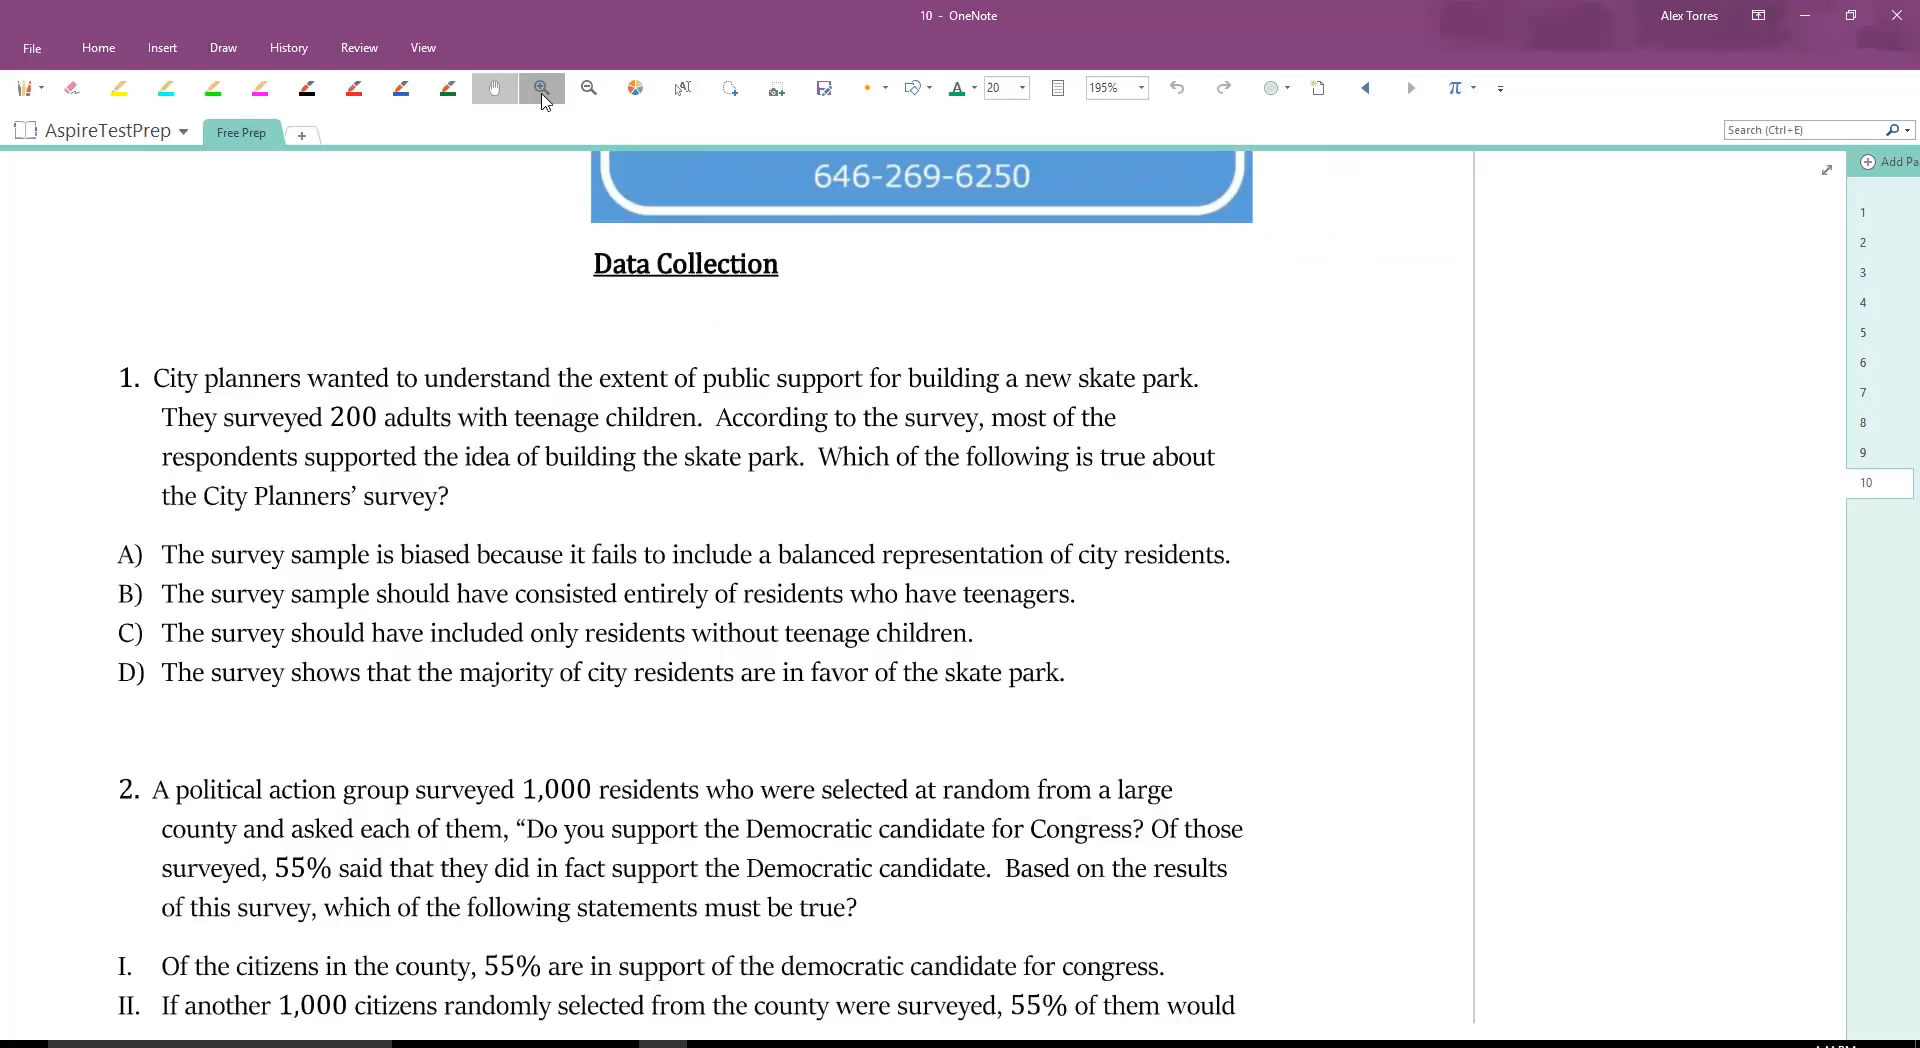 10 - OneNote
Alex Torres
File Home Insert Draw History Review View
20
195%
AspireTestPrep
Free Prep
Search (Ctrl+E)
646-269-6250
Add Pa
Data Collection
1. City planners wanted to understand the extent of public support for building a new skate park.
They surveyed 200 adults with teenage children. According to the survey, most of the
respondents supported the idea of building the skate park. Which of the following is true about
the City Planners’ survey?
A) The survey sample is biased because it fails to include a balanced representation of city residents.
B) The survey sample should have consisted entirely of residents who have teenagers.
C) The survey should have included only residents without teenage children.
D) The survey shows that the majority of city residents are in favor of the skate park.
2. A political action group surveyed 1,000 residents who were selected at random from a large
county and asked each of them, “Do you support the Democratic candidate for Congress? Of those
surveyed, 55% said that they did in fact support the Democratic candidate. Based on the results
of this survey, which of the following statements must be true?
I. Of the citizens in the county, 55% are in support of the democratic candidate for congress.
II. If another 1,000 citizens randomly selected from the county were surveyed, 55% of them would
1
2
3
4
5
6
7
8
9
10